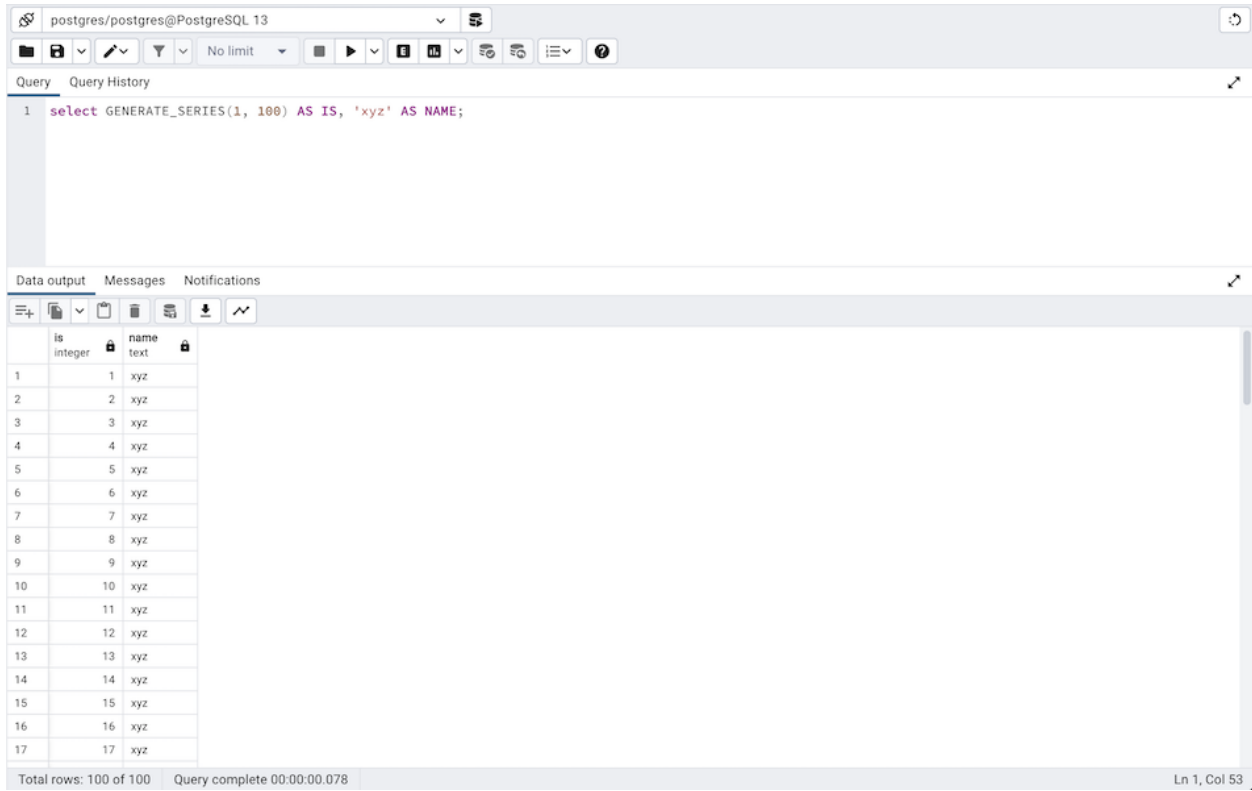 postgres/postgres@PostgreSQL 13
No limit
Query Query History
1 select GENERATE_SERIES(1, 100) AS IS, 'xyz' AS NAME;
Data output Messages Notifications
is name
integer text
1 1 xyz
2 2 xyz
3 3 xyz
4 4 xyz
5 5 xyz
6 6 xyz
7 7 xyz
8 8 xyz
9 9 xyz
10 10 xyz
11 11 xyz
12 12 xyz
13 13 xyz
14 14 xyz
15 15 xyz
16 16 xyz
17 17 xyz
Total rows: 100 of 100 Query complete 00:00:00.078 Ln 1, Col 53